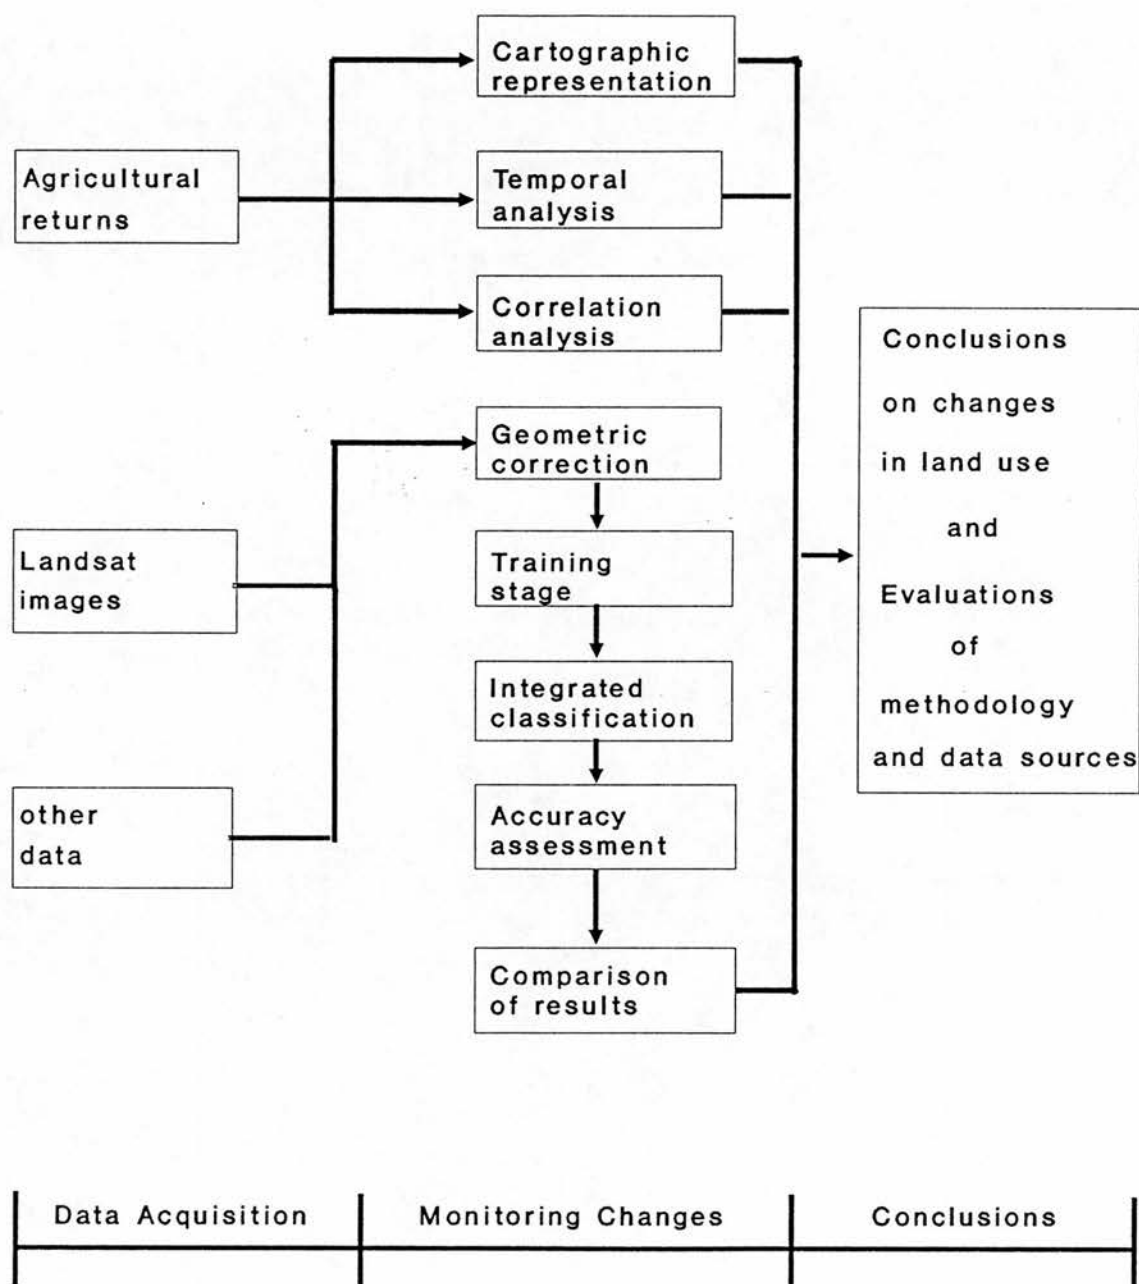 Cartographic
representation
Agricultural
returns
Temporal
analysis
Correlation
analysis
Geometric
correction
Landsat
images
Training
stage
Integrated
classification
other
data
Accuracy
assessment
Comparison
of results
Conclusions
on changes
in land use
and
Evaluations
of
methodology
and data sources
Data Acquisition
Monitoring Changes
Conclusions